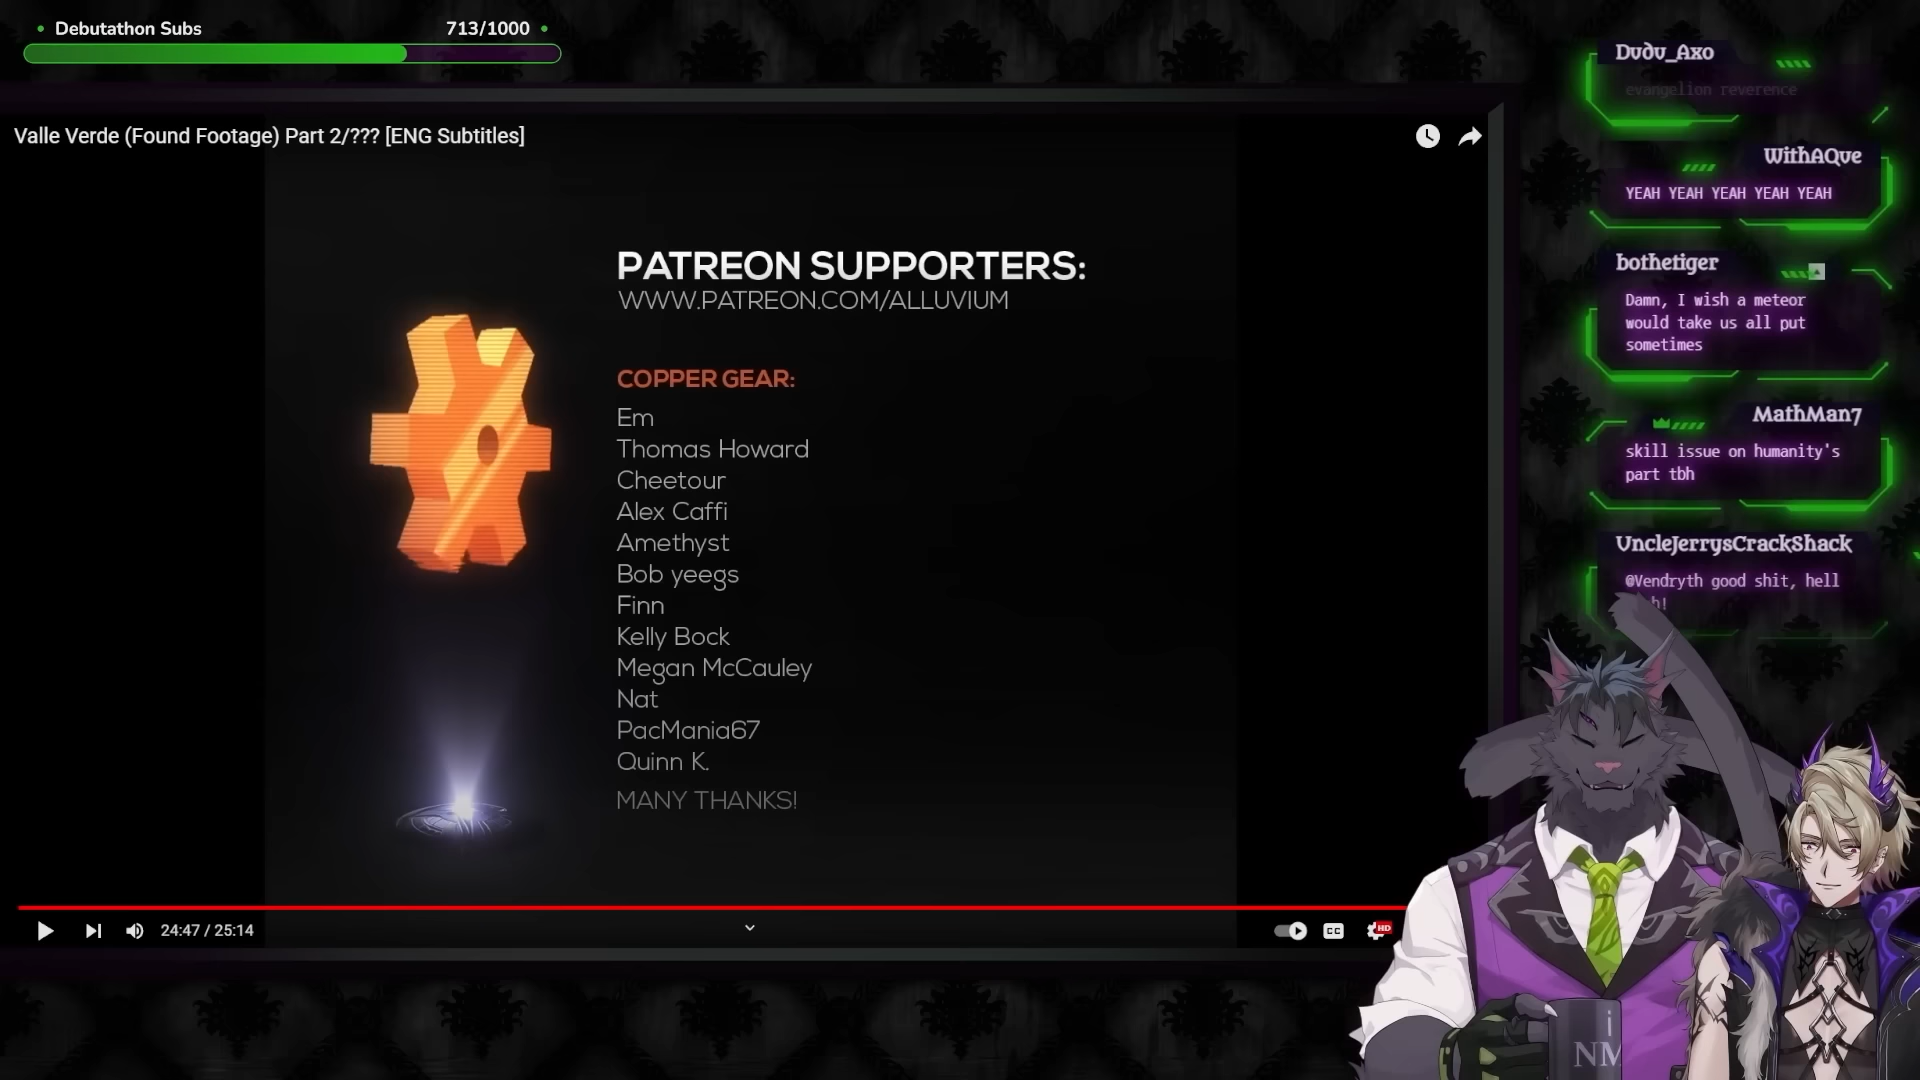 Debutathon Subs 713/1000
Valle Verde (Found Footage) Part 2/??? [ENG Subtitles]
PATREON SUPPORTERS:
WWW.PATREON.COM/ALLUVIUM
COPPER GEAR:
Em
Thomas Howard
Cheetour
Alex Caffi
Amethyst
Bob yeegs
Finn
Kelly Bock
Megan McCauley
Nat
PacMania67
Quinn K.
MANY THANKS!
24:47 / 25:14
CC
HD
Dudu_Axo
evangelion reverence
WithAQue
YEAH YEAH YEAH YEAH YEAH
bothetiger
Damn, I wish a meteor
would take us all put
sometimes
MathMan7
skill issue on humanity's
part tbh
UncleJerrysCrackShack
@Vendryth good shit, hell
i